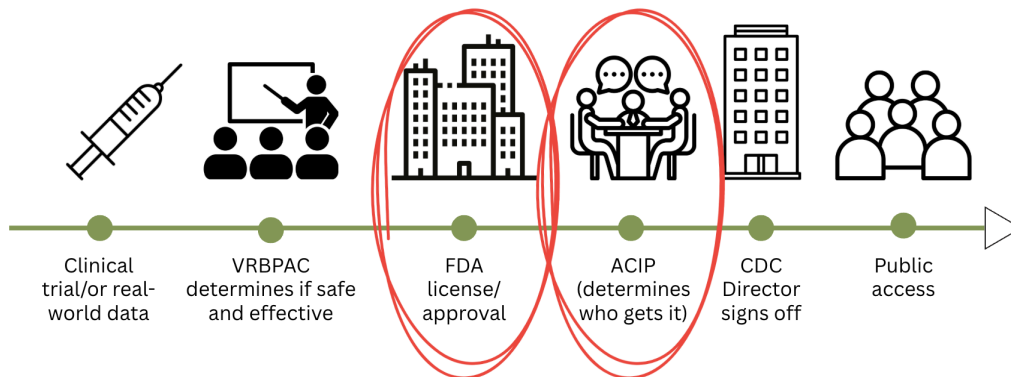 Clinical
trial/or real-
world data
VRBPAC
determines if safe
and effective
FDA
license/
approval
ACIP
(determines
who gets it)
CDC
Director
signs off
Public
access